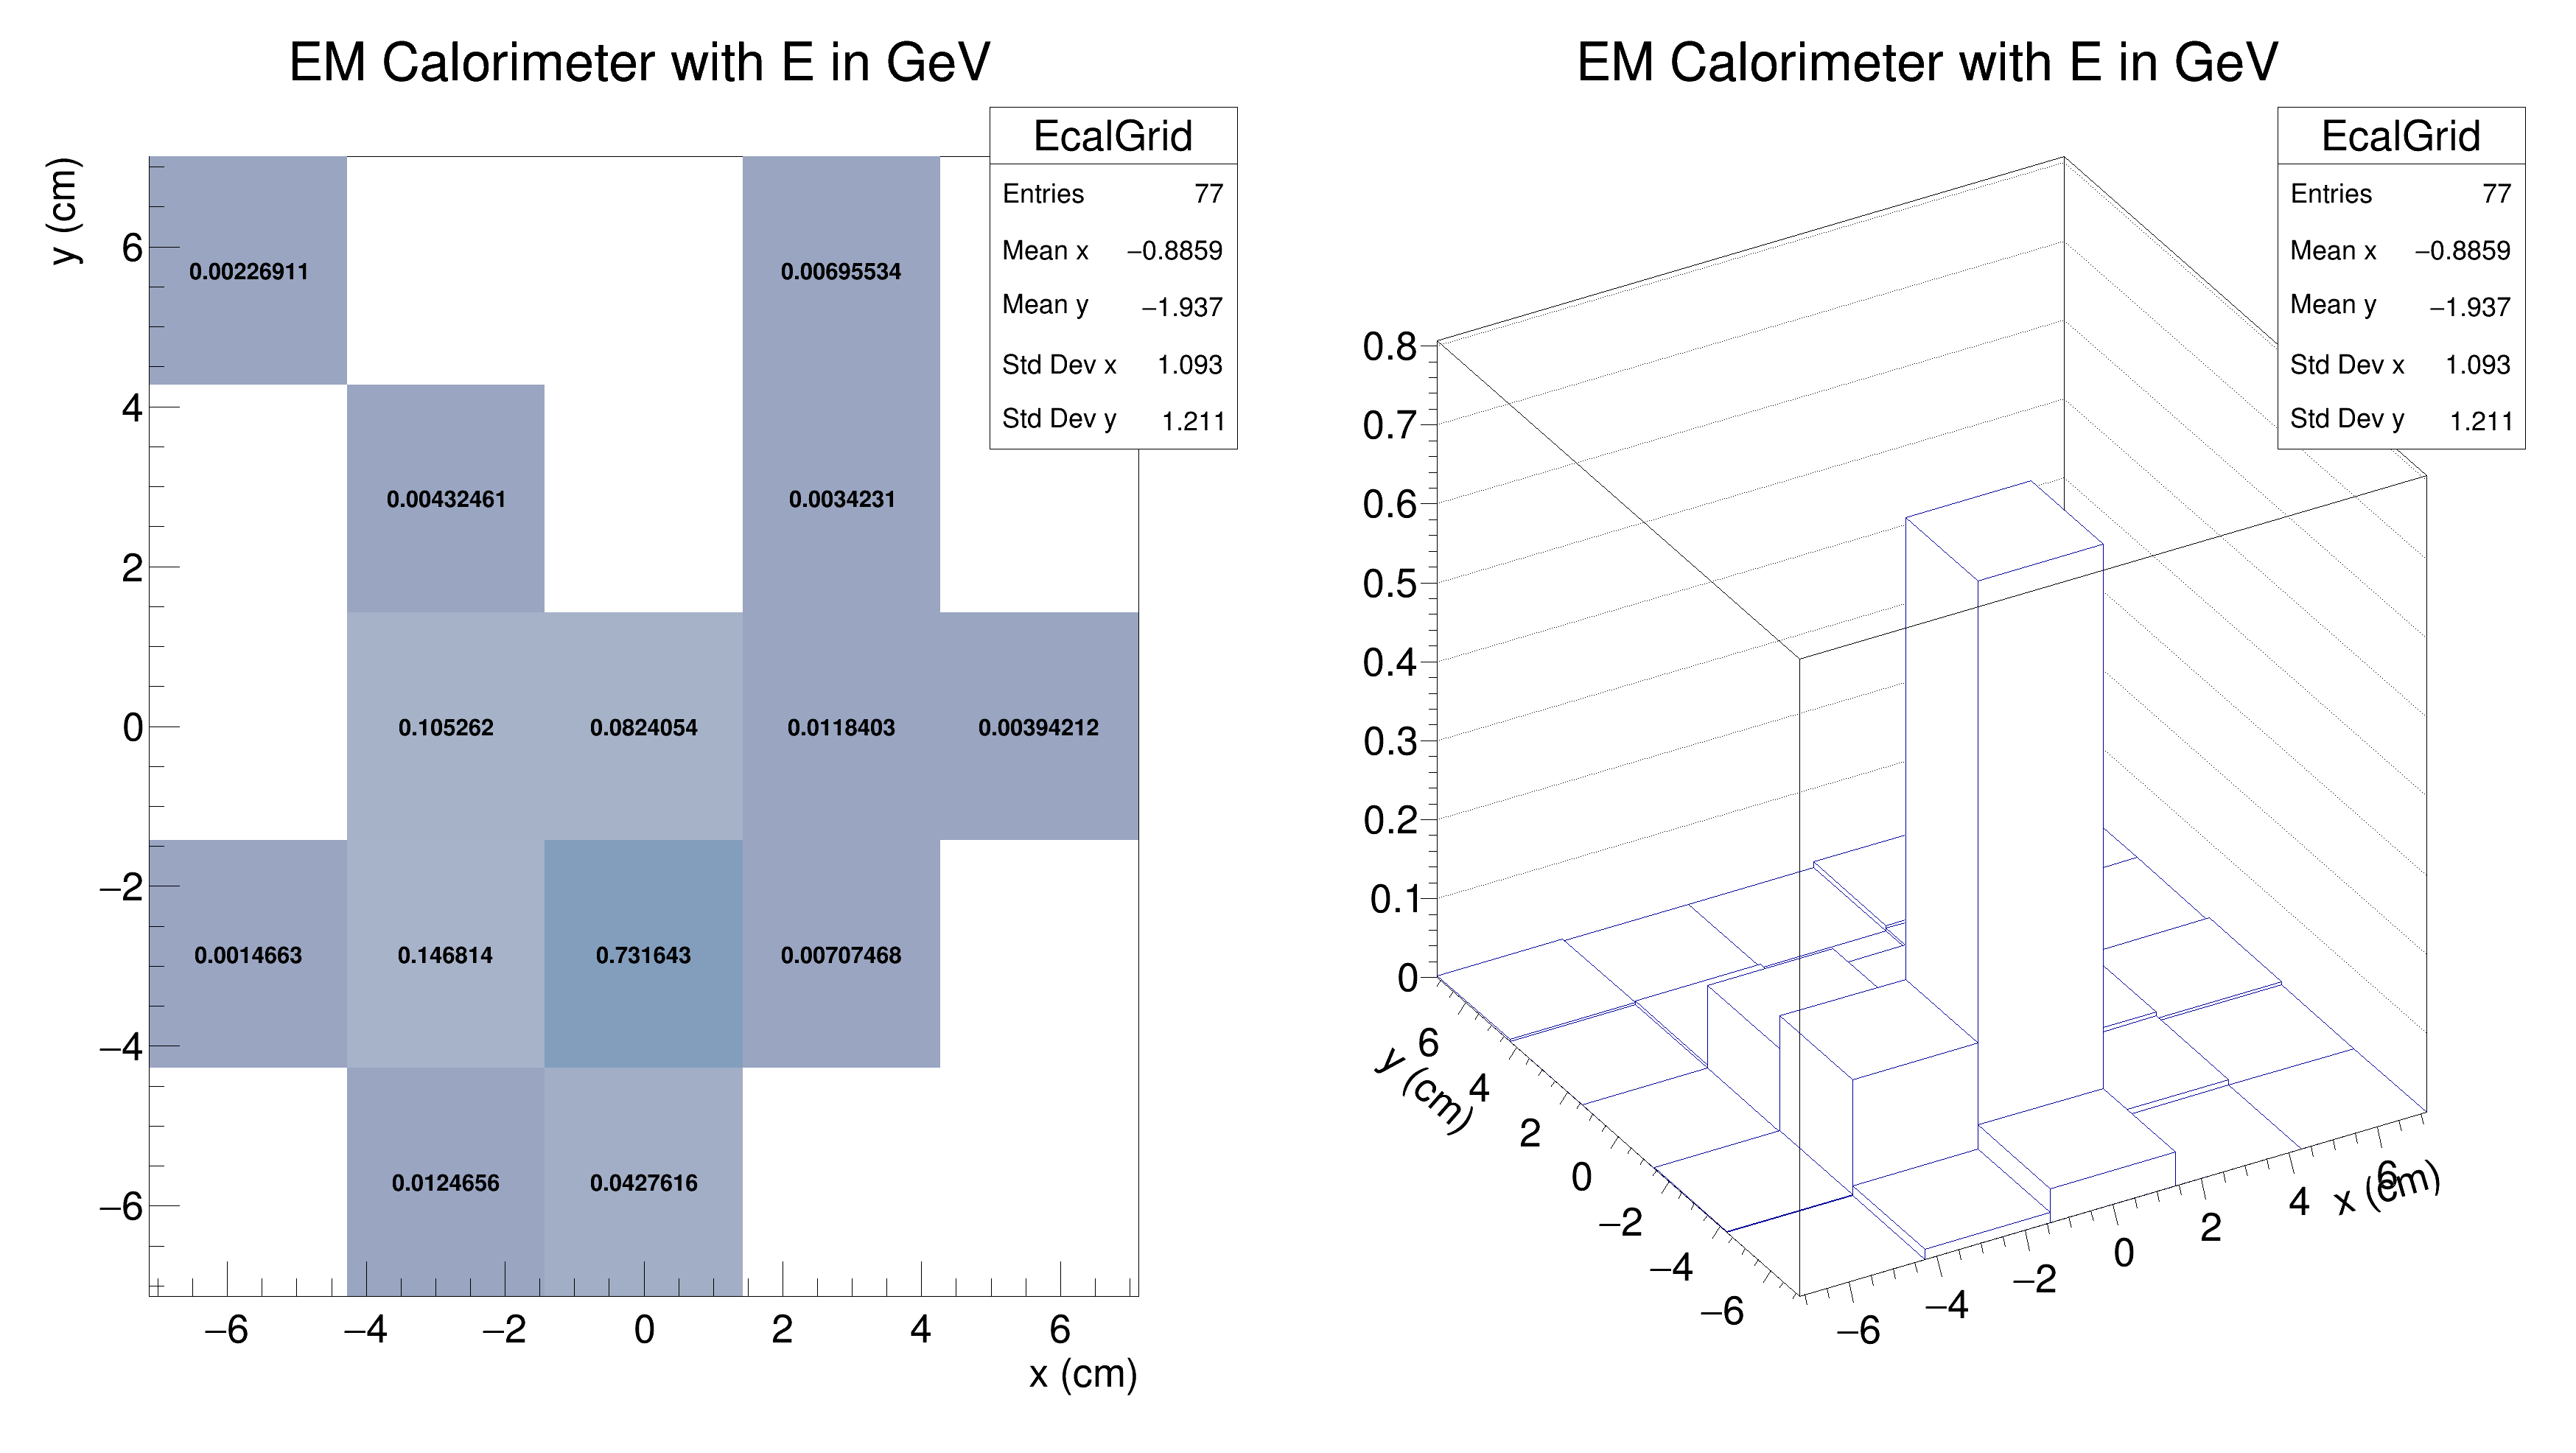 EM Calorimeter with E in GeV
EcalGrid
Entries 77
Mean x −0.8859
Mean y −1.937
Std Dev x 1.093
Std Dev y 1.211
y (cm)
6
4
2
0
−2
−4
−6
0.00226911 0.00695534
0.00432461 0.0034231
0.105262 0.0824054 0.0118403 0.00394212
0.0014663 0.146814 0.731643 0.00707468
0.0124656 0.0427616
−6 −4 −2 0 2 4 6
x (cm)
EM Calorimeter with E in GeV
EcalGrid
Entries 77
Mean x −0.8859
Mean y −1.937
Std Dev x 1.093
Std Dev y 1.211
0.8
0.7
0.6
0.5
0.4
0.3
0.2
0.1
0
y (cm)
6
4
2
0
−2
−4
−6
−6
−4
−2
0
2
4
6
x (cm)